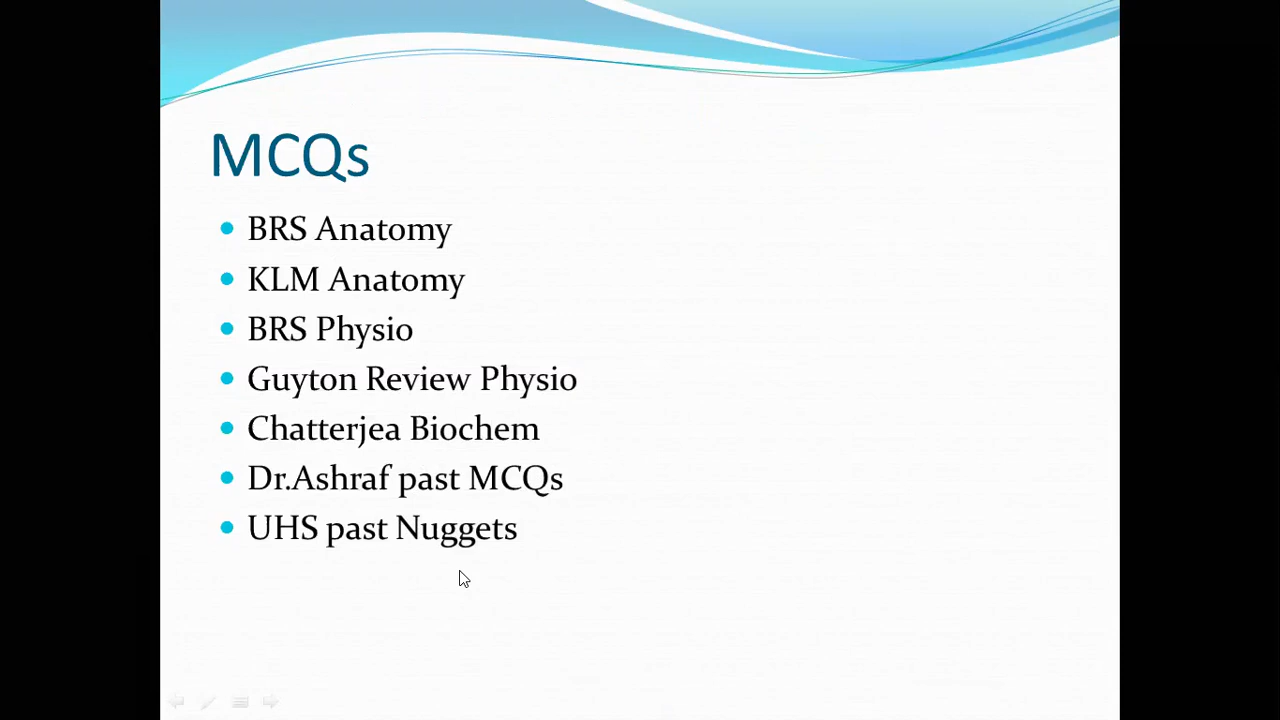 MCQs
BRS Anatomy
KLM Anatomy
BRS Physio
Guyton Review Physio
Chatterjea Biochem
Dr.Ashraf past MCQs
UHS past Nuggets